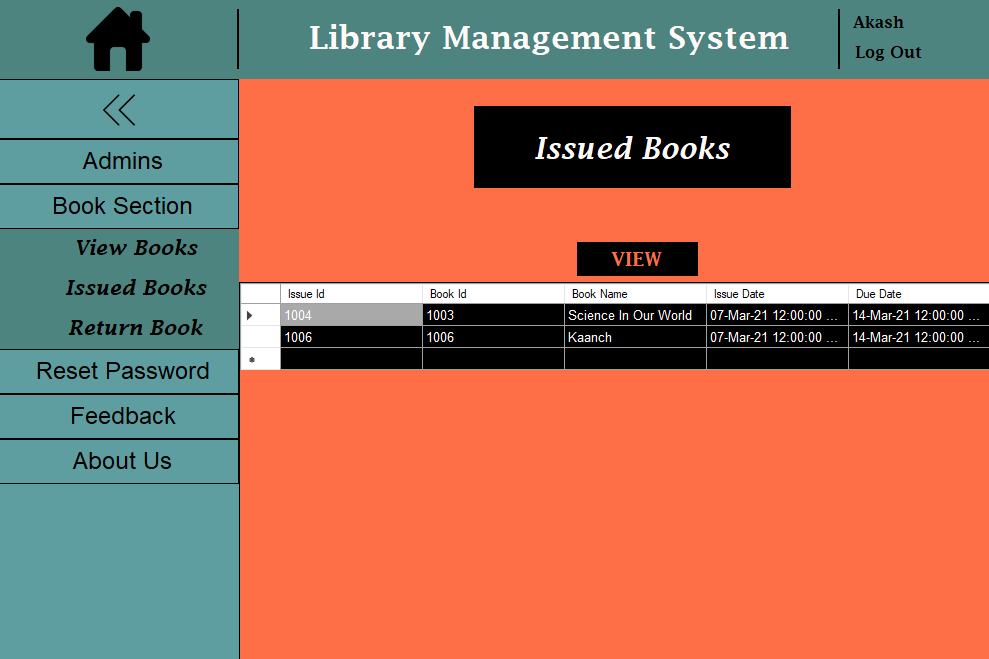 Library Management System
Akash
Log Out
Admins
Book Section
View Books
Issued Books
Return Book
Reset Password
Feedback
About Us
Issued Books
VIEW
Issue Id Book Id Book Name Issue Date Due Date
1004 1003 Science In Our World 07-Mar-21 12:00:00 ... 14-Mar-21 12:00:00 ...
1006 1006 Kaanch 07-Mar-21 12:00:00 ... 14-Mar-21 12:00:00 ...